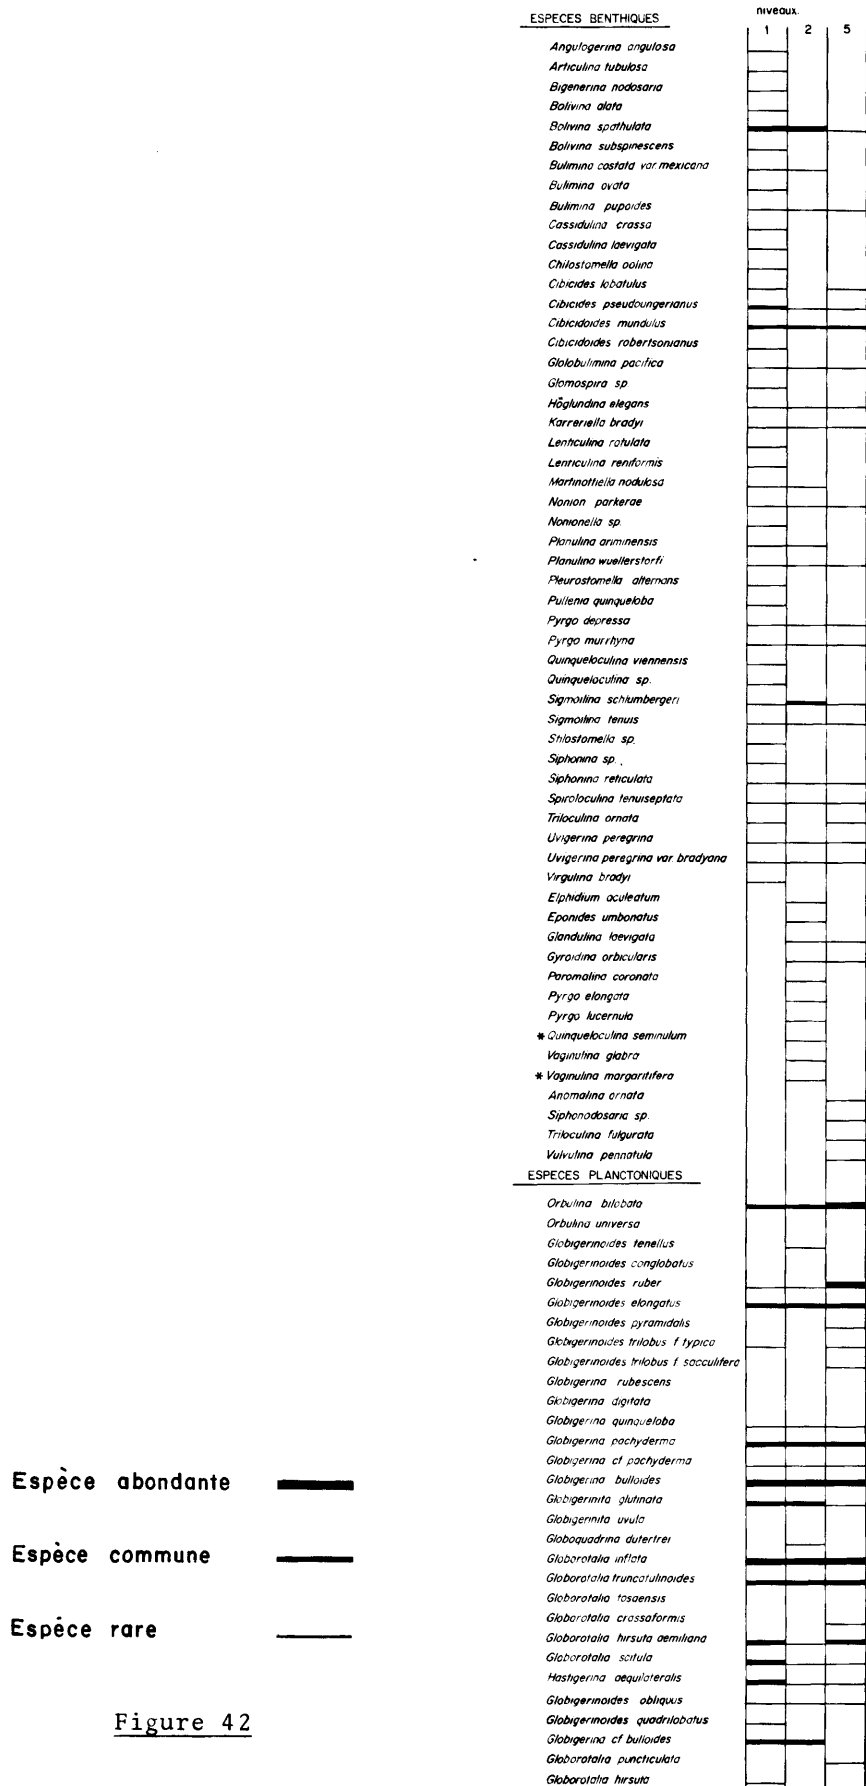 ESPECES BENTHIQUES
niveaux.
1 2 5
Angulogerina angulosa
Articulina tubulosa
Bigenerina nodosaria
Bolivina alata
Bolivina spathulata
Bolivina subspinescens
Bulimina costata var. mexicana
Bulimina ovata
Bulimina pupoides
Cassidulina crassa
Cassidulina laevigata
Chilostomella oolina
Cibicides lobatulus
Cibicides pseudoungerianus
Cibicidoides mundulus
Cibicidoides robertsonianus
Glolobulimina pacifica
Glomospira sp
Höglundina elegans
Karreriella bradyi
Lenticulina rotulata
Lenticulina reniformis
Martinottiella nodulosa
Nonion parkerae
Nonionella sp.
Planulina ariminensis
Planulina wuellerstorfi
Pleurostomella alternans
Pullenia quinqueloba
Pyrgo depressa
Pyrgo murrhyna
Quinqueloculina viennensis
Quinqueloculina sp.
Sigmoilina schlumbergeri
Sigmoilina tenuis
Stilostomella sp.
Siphonina sp.
Siphonina reticulata
Spiroloculina tenuiseptata
Triloculina ornata
Uvigerina peregrina
Uvigerina peregrina var. bradyana
Virgulina bradyi
Elphidium aculeatum
Eponides umbonatus
Glandulina laevigata
Gyroidina orbicularis
Paromalina coronata
Pyrgo elongata
Pyrgo lucernula
* Quinqueloculina seminulum
Vaginulina glabra
* Vaginulina margaritifera
Anomalina ornata
Siphonodosaria sp.
Triloculina fulgurata
Vulvulina pennatula
ESPECES PLANCTONIQUES
Orbulina bilobata
Orbulina universa
Globigerinoides tenellus
Globigerinoides conglobatus
Globigerinoides ruber
Globigerinoides elongatus
Globigerinoides pyramidalis
Globigerinoides trilobus f typica
Globigerinoides trilobus f sacculifera
Globigerina rubescens
Globigerina digitata
Globigerina quinqueloba
Globigerina pachyderma
Globigerina cf pachyderma
Globigerina bulloides
Globigerinita glutinata
Globigerinita uvula
Globoquadrina dutertrei
Globorotalia inflata
Globorotalia truncatulinoides
Globorotalia tosaensis
Globorotalia crassaformis
Globorotalia hirsuta aemiliana
Globorotalia scitula
Hastigerina aequilateralis
Globigerinoides obliquus
Globigerinoides quadrilobatus
Globigerina cf bulloides
Globorotalia puncticulata
Globorotalia hirsuta
Espèce abondante
Espèce commune
Espéce rare
Figure 42